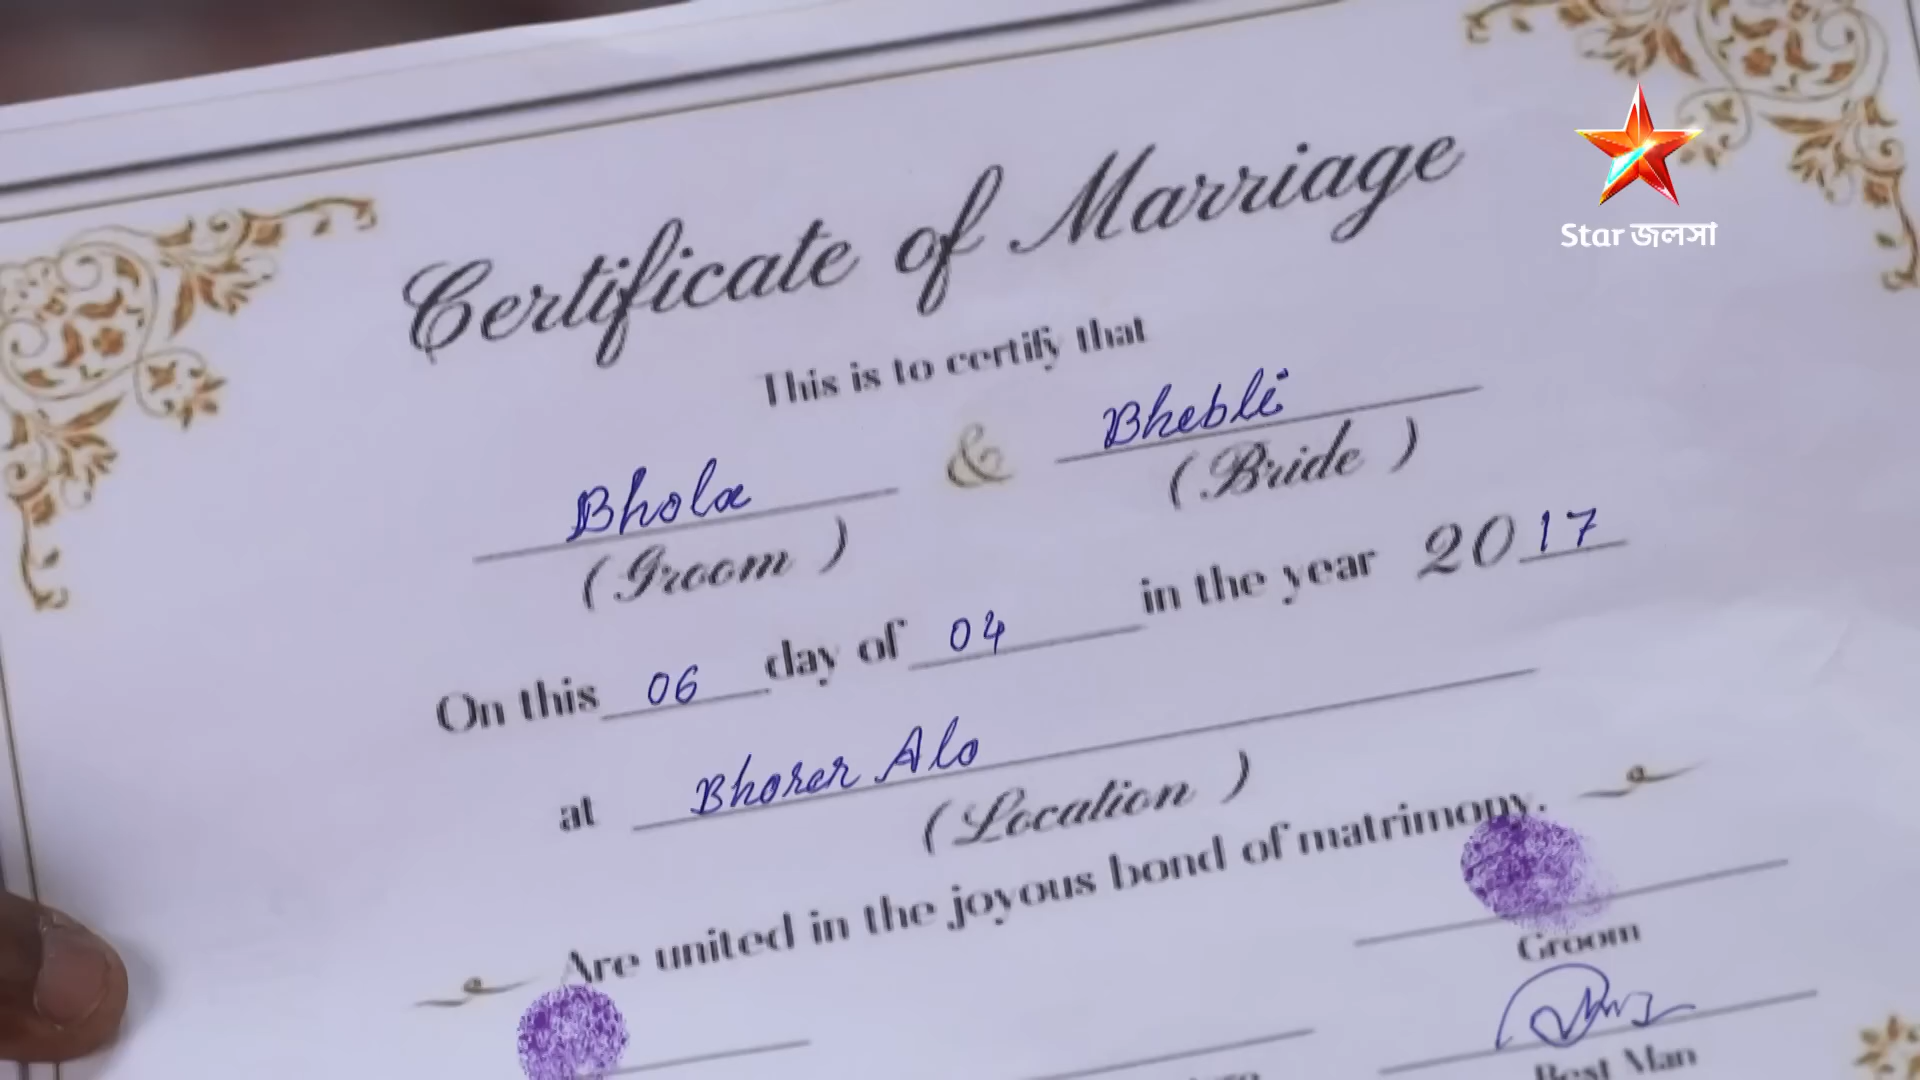 Star জলসা
Certificate of Marriage
This is to certify that
Bhola & Bhebli
(Groom) (Bride)
On this 06 day of 04 in the year 2017
at Bhorer Alo
(Location)
Are united in the joyous bond of matrimony.
Groom
Best Man